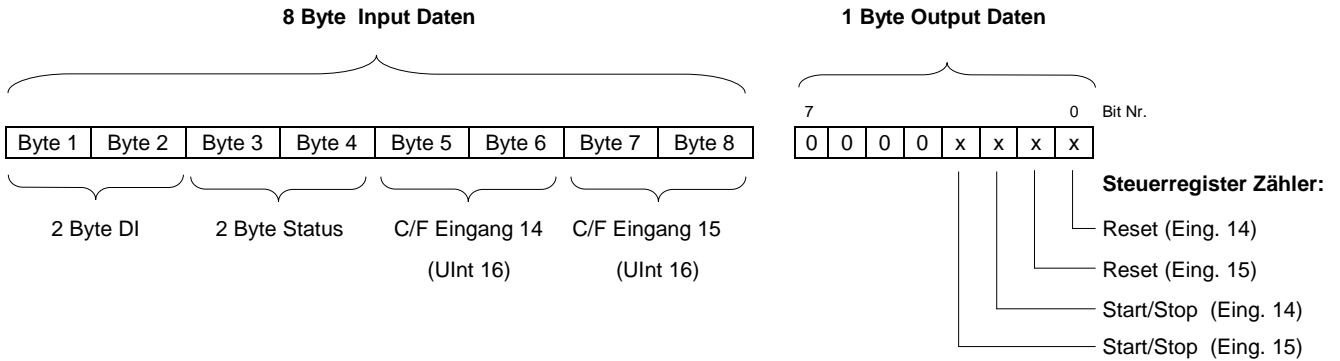 8 Byte Input Daten
1 Byte Output Daten
7 0 Bit Nr.
Byte 1 Byte 2 Byte 3 Byte 4 Byte 5 Byte 6 Byte 7 Byte 8
0 0 0 0 x x x x
Steuerregister Zähler:
2 Byte DI
2 Byte Status
C/F Eingang 14
(UInt 16)
C/F Eingang 15
(UInt 16)
Reset (Eing. 14)
Reset (Eing. 15)
Start/Stop (Eing. 14)
Start/Stop (Eing. 15)